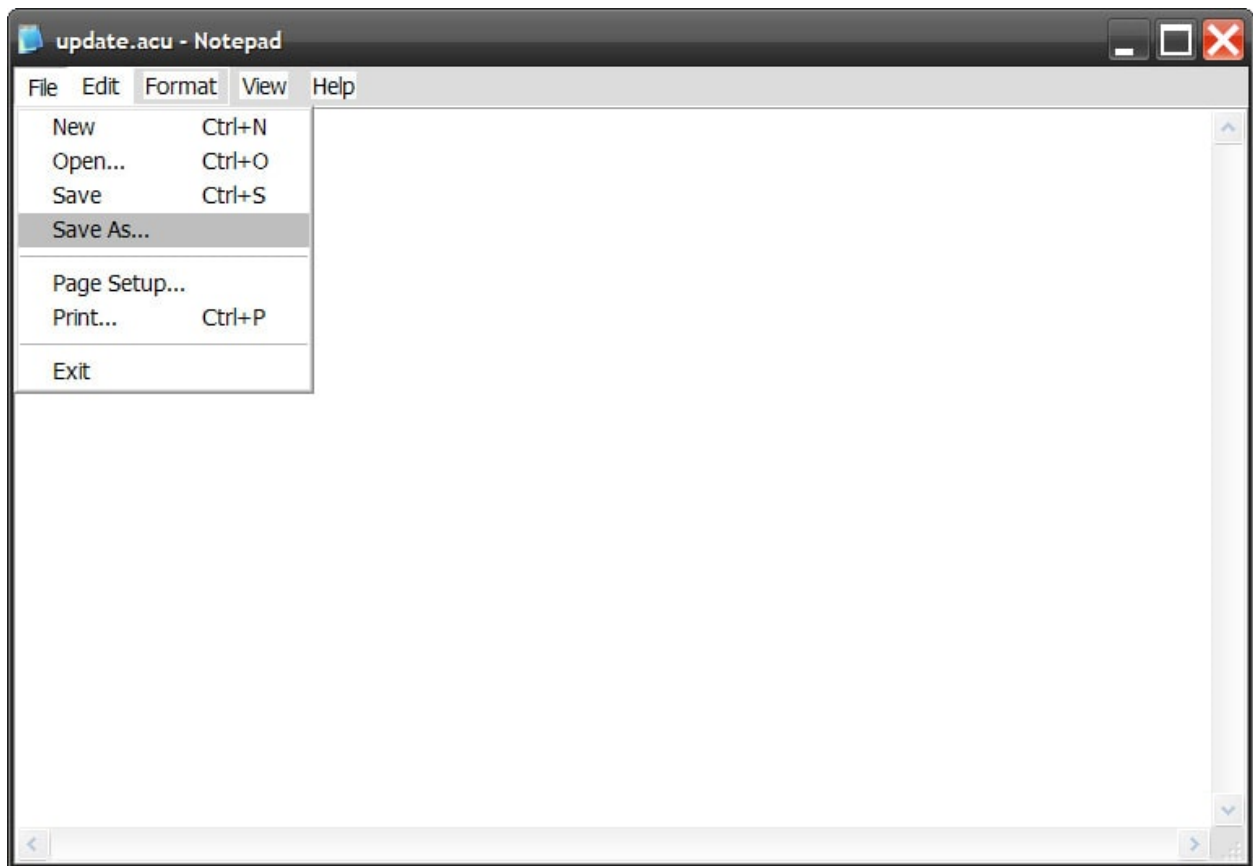 update.acu - Notepad
File Edit Format View Help
New Ctrl+N
Open... Ctrl+O
Save Ctrl+S
Save As...
Page Setup...
Print... Ctrl+P
Exit